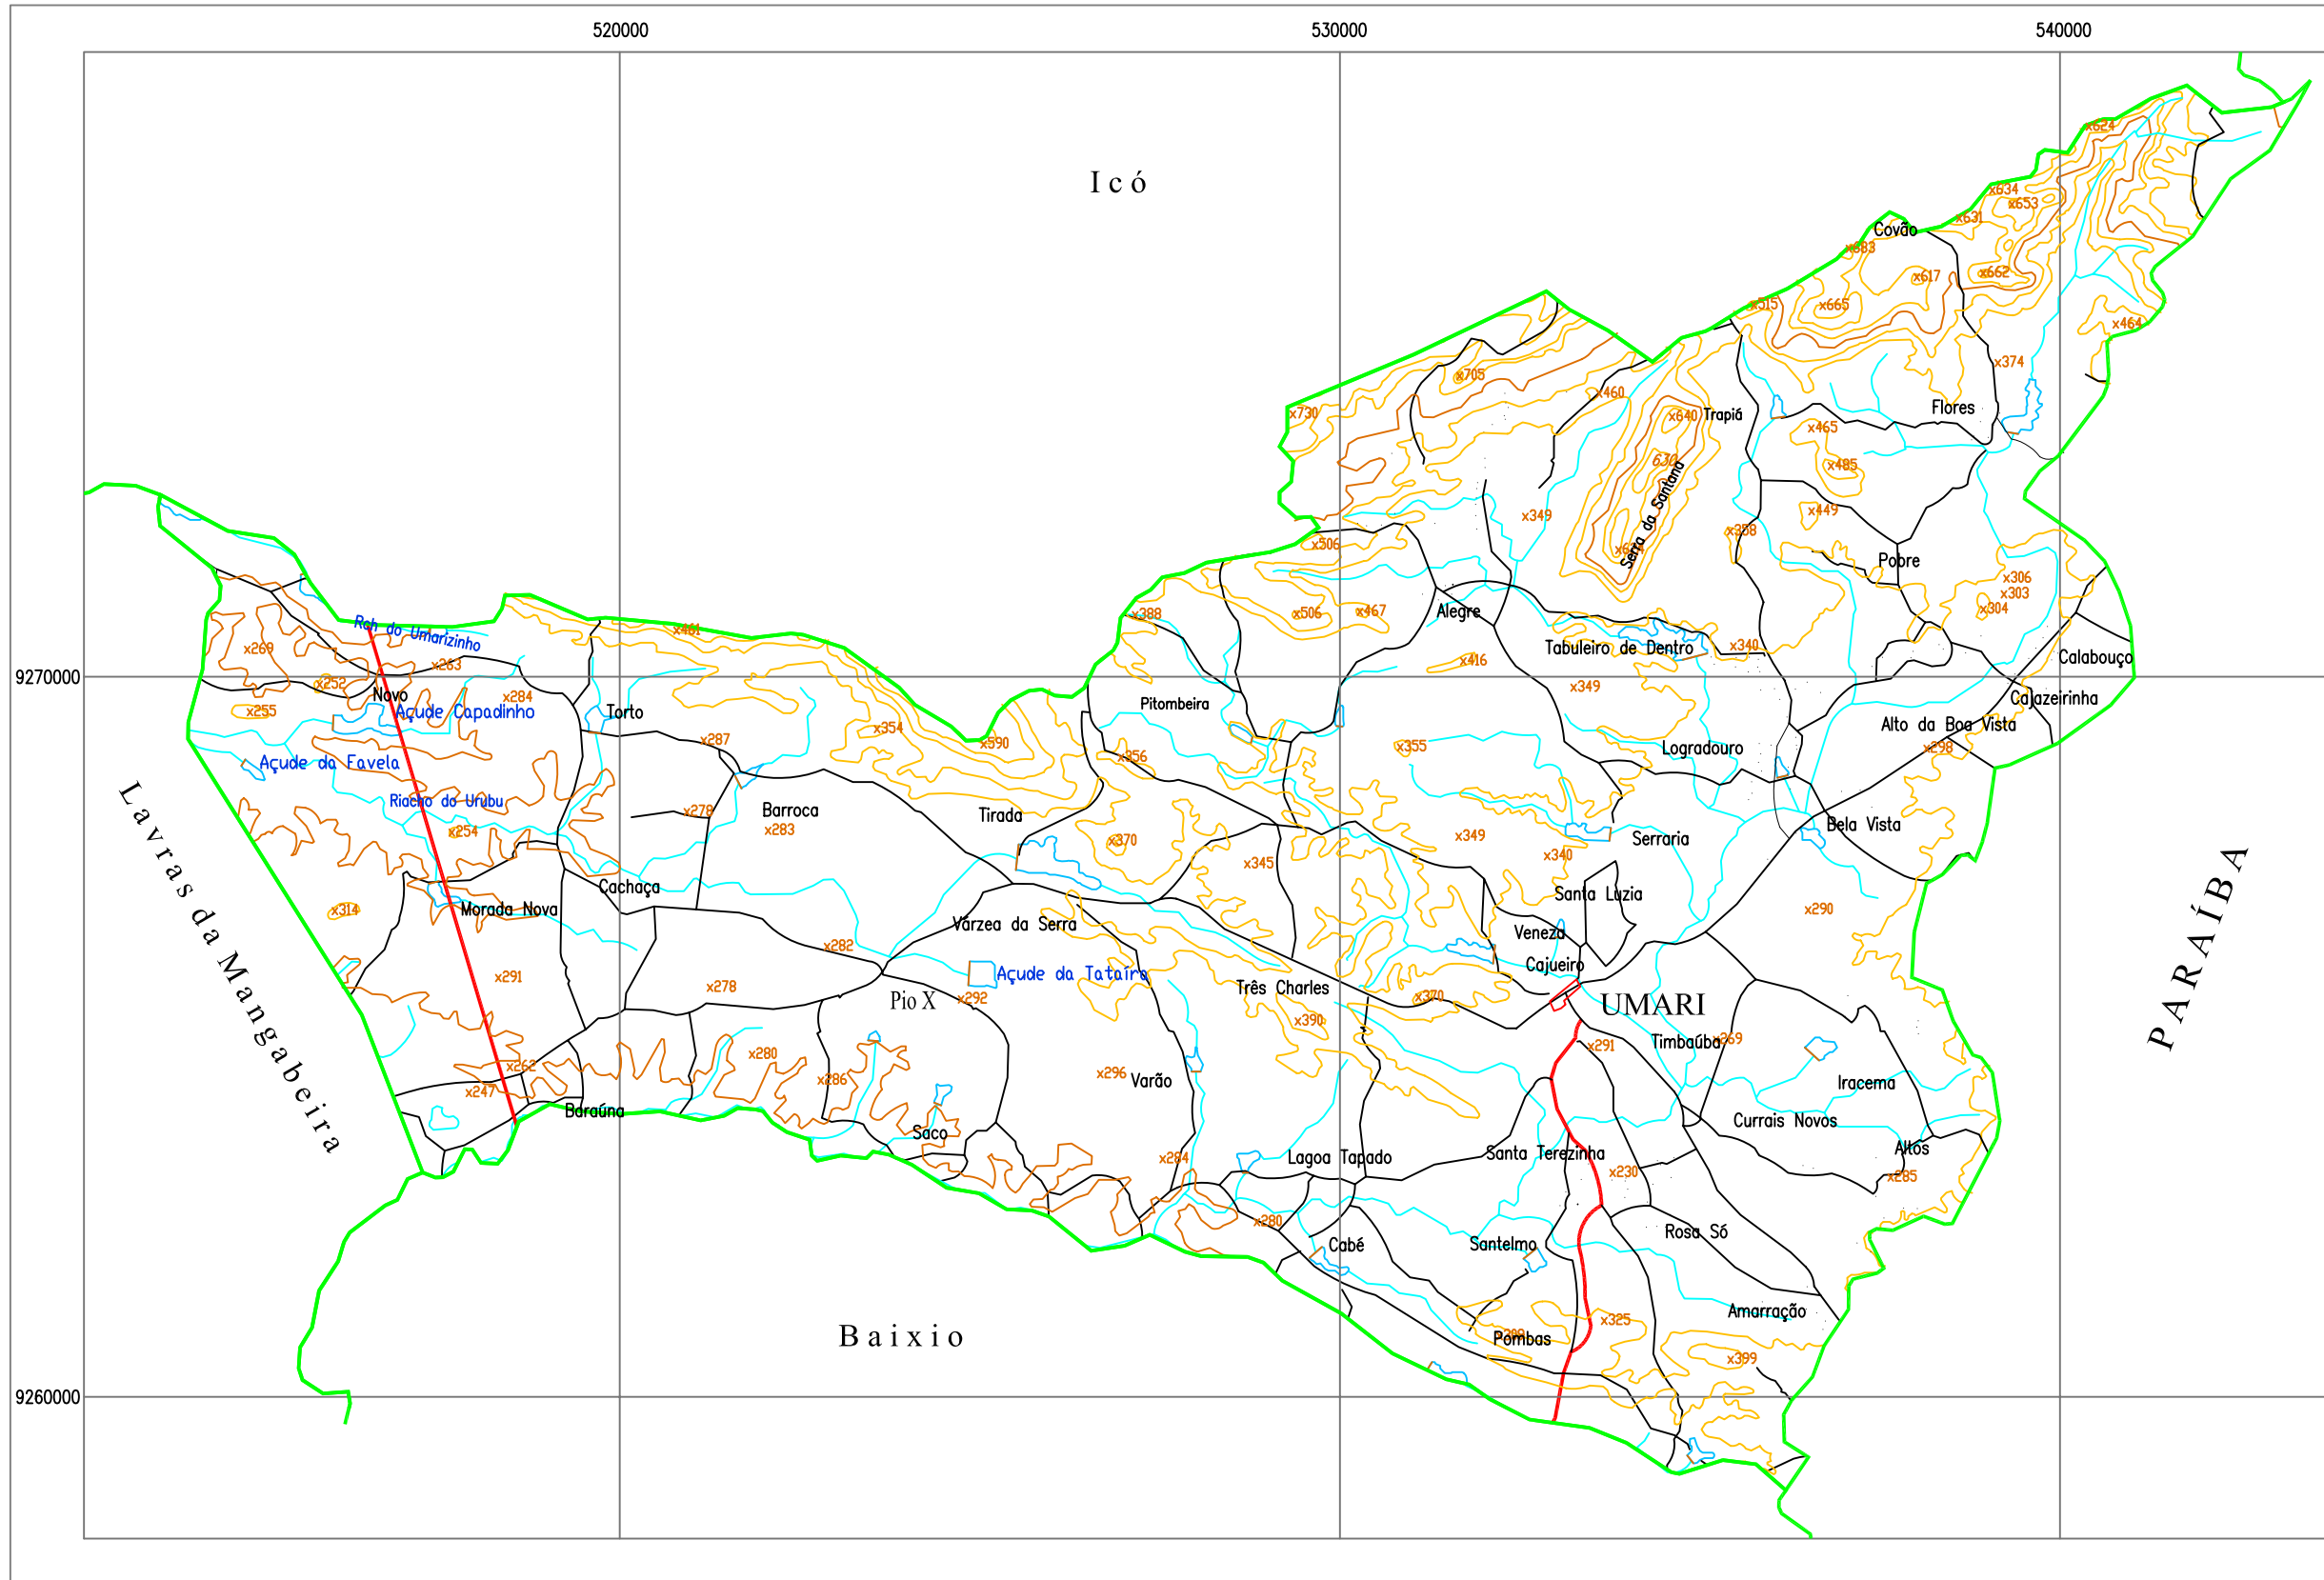 520000
530000
540000
Icó
x624
x634
x653
x631
Covão
x683
x662
x617
x515
x665
x464
x374
x705
x460
Flores
x730
x640
Trapiá
x465
630
x485
Serra da Santana
x449
x349
x358
x506
Pobre
x306
x303
x304
x388
x506
x467
Alegre
Rch do Umarizinho
x461
x269
x263
Tabuleiro de Dentro
x340
x416
Calabouço
9270000
x252
Novo
x284
x349
Cajazeirinha
Pitombeira
x255
Açude Capadinho
Torto
Alto da Boa Vista
x354
x287
x590
x355
Logradouro
x298
x356
Açude da Favela
Riacho do Urubu
x278
Barroca
Tirada
Bela Vista
x254
x283
x370
x349
Serraria
x340
x345
Cachaça
Santa Luzia
x314
Morada Nova
x290
Várzea da Serra
Veneza
x282
Cajueiro
Lavras da Mangabeira
x291
Açude da Tataíra
x278
Três Charles
PARAÍBA
x292
Pio X
x370
UMARI
x390
x269
Timbaúba
x291
x280
x262
x286
x296
Varão
Iracema
x247
Baraúna
Currais Novos
Saco
Altos
x284
Lagoa Tapado
Santa Terezinha
x230
x285
x280
Rosa Só
Cabé
Santelmo
Amarração
x325
Baixio
Pombas
x399
9260000